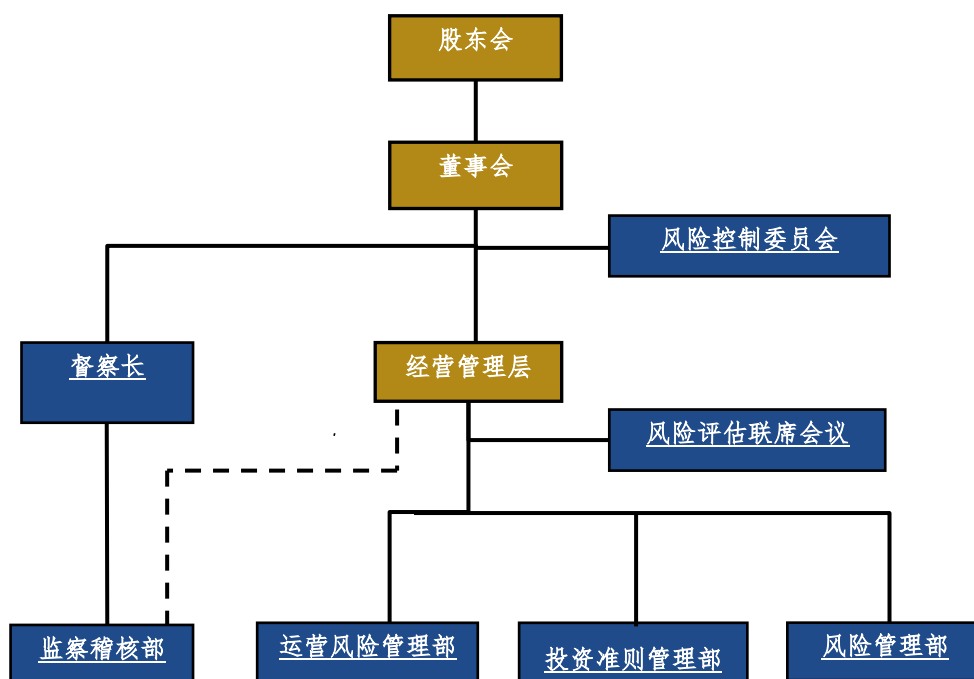 股东会
董事会
风险控制委员会
督察长
经营管理层
风险评估联席会议
监察稽核部
运营风险管理部
投资准则管理部
风险管理部